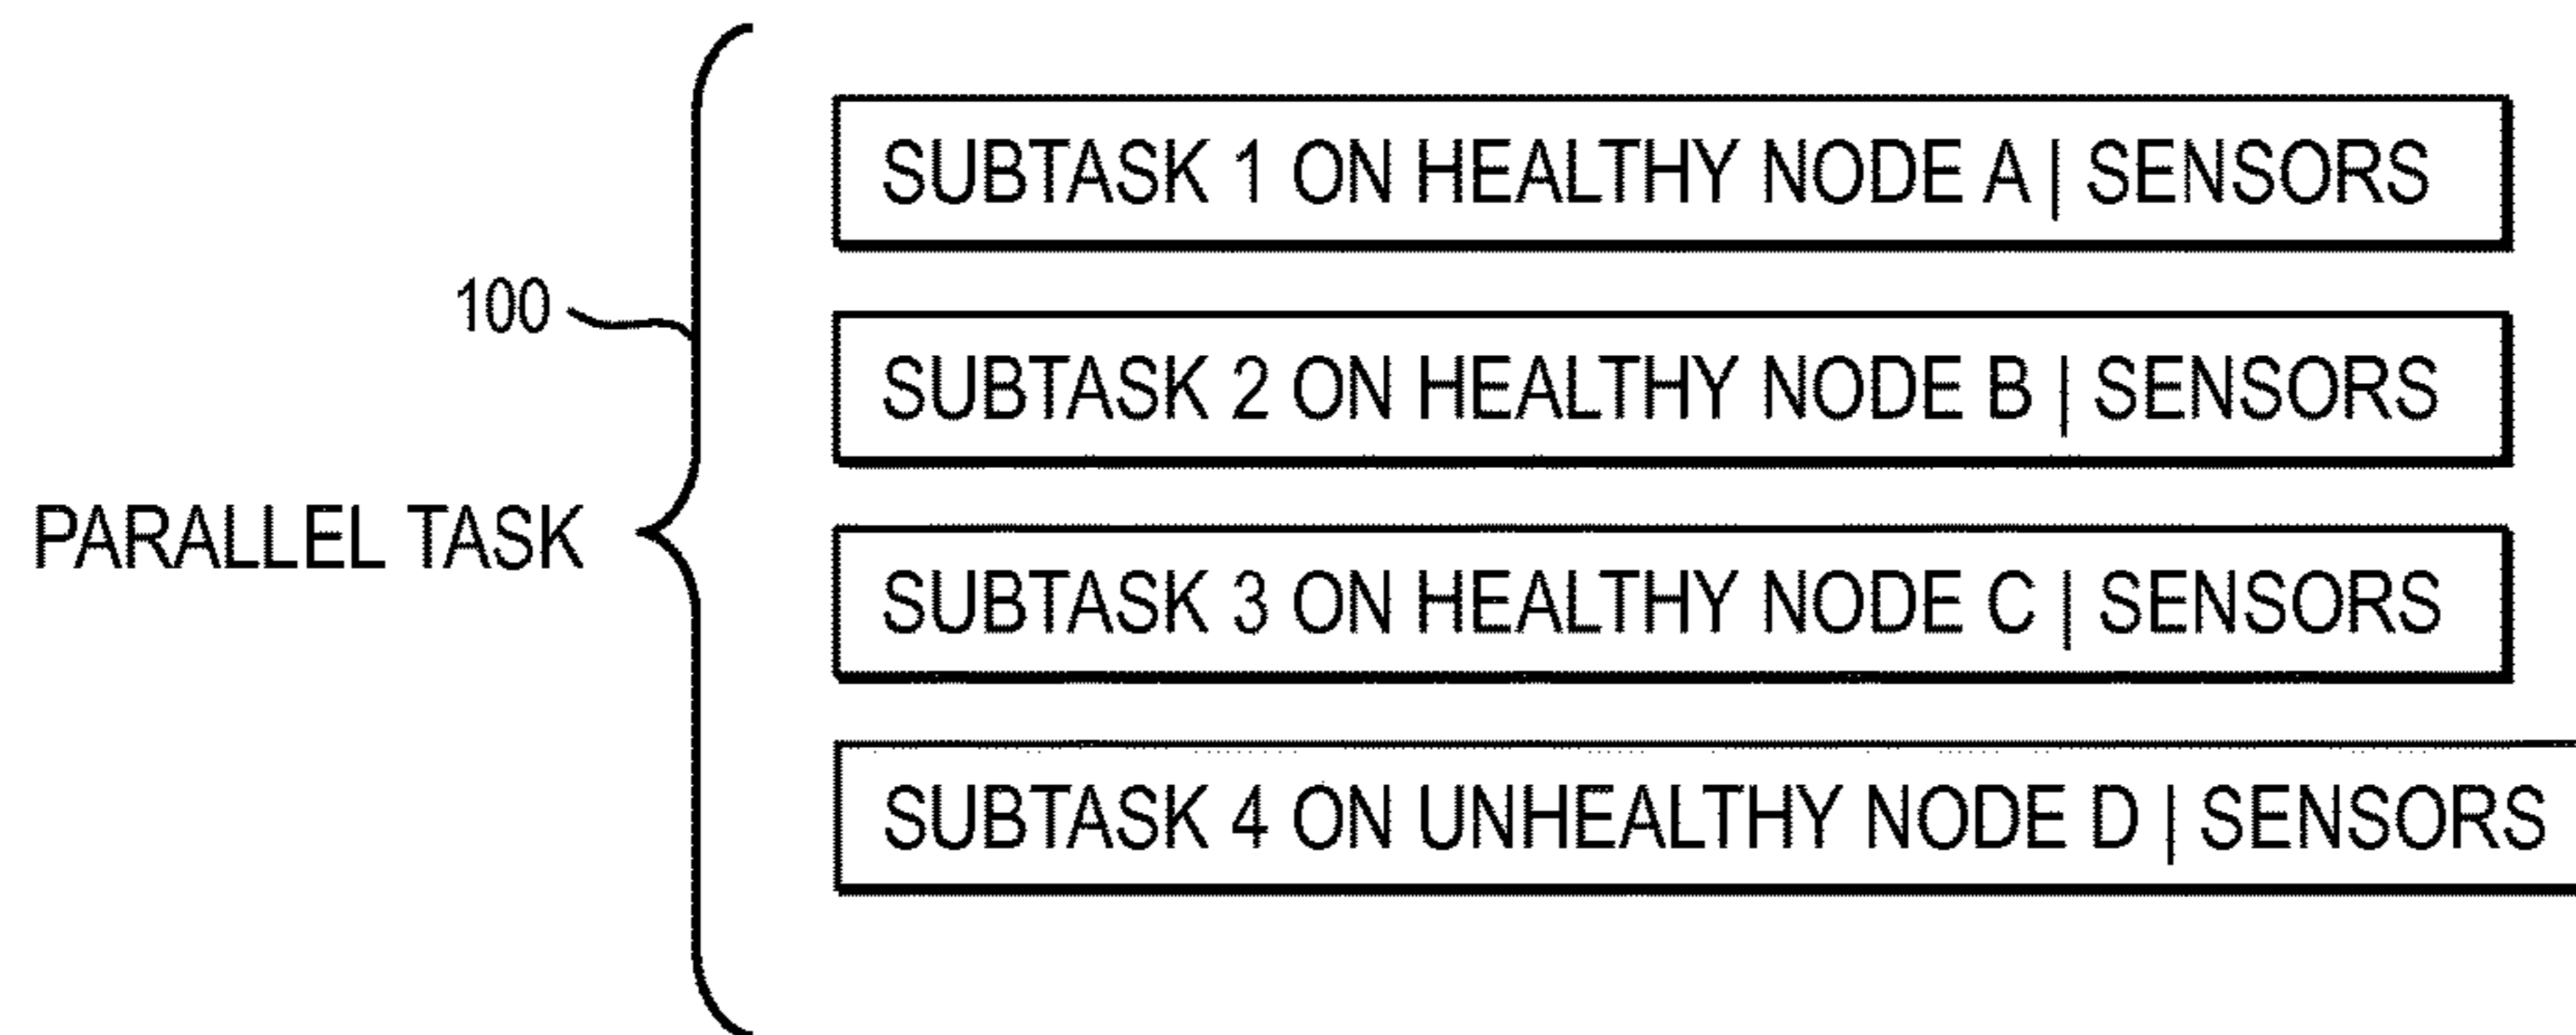 SUBTASK 1 ON HEALTHY NODE A | SENSORS
100
SUBTASK 2 ON HEALTHY NODE B | SENSORS
PARALLEL TASK
SUBTASK 3 ON HEALTHY NODE C | SENSORS
SUBTASK 4 ON UNHEALTHY NODE D | SENSORS